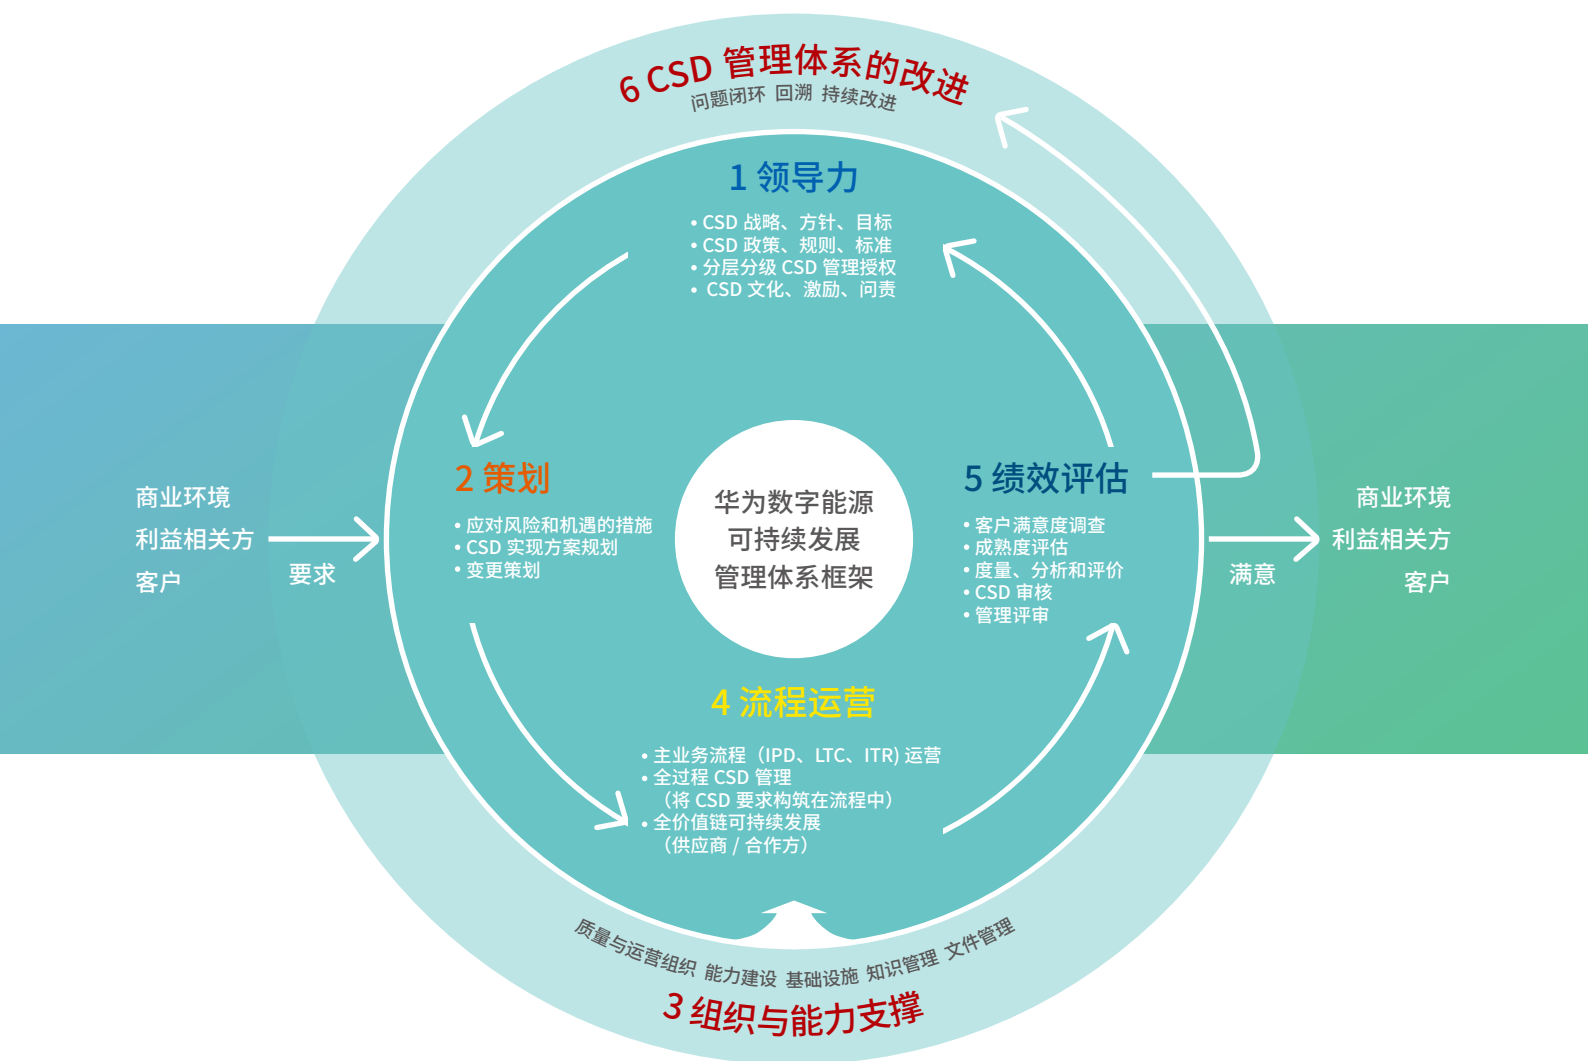 6 CSD 管理体系的改进
问题闭环 回溯 持续改进
1 领导力
• CSD 战略、方针、目标
• CSD 政策、规则、标准
• 分层分级 CSD 管理授权
• CSD 文化、激励、问责
商业环境
利益相关方
客户
要求
2 策划
• 应对风险和机遇的措施
• CSD 实现方案规划
• 变更策划
华为数字能源
可持续发展
管理体系框架
5 绩效评估
• 客户满意度调查
• 成熟度评估
• 度量、分析和评价
• CSD 审核
• 管理评审
满意
商业环境
利益相关方
客户
4 流程运营
• 主业务流程（IPD、LTC、ITR) 运营
• 全过程 CSD 管理
（将 CSD 要求构筑在流程中）
• 全价值链可持续发展
（供应商 / 合作方）
质量与运营组织 能力建设 基础设施 知识管理 文件管理
3 组织与能力支撑